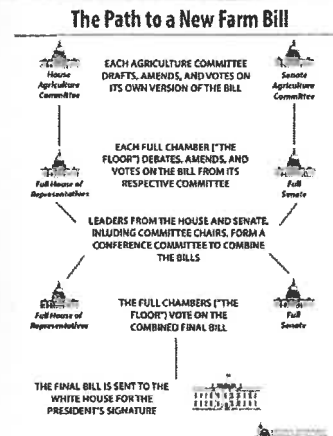 The Path to a New Farm Bill
House
Agriculture
Committee
EACH AGRICULTURE COMMITTEE
DRAFTS, AMENDS, AND VOTES ON
ITS OWN VERSION OF THE BILL
Senate
Agriculture
Committee
Full House of
Representatives
EACH FULL CHAMBER ("THE
FLOOR") DEBATES, AMENDS, AND
VOTES ON THE BILL FROM ITS
RESPECTIVE COMMITTEE
Full
Senate
LEADERS FROM THE HOUSE AND SENATE,
INLUDING COMMITTEE CHAIRS, FORM A
CONFERENCE COMMITTEE TO COMBINE
THE BILLS
Full House of
Representatives
THE FULL CHAMBERS ("THE
FLOOR") VOTE ON THE
COMBINED FINAL BILL
Full
Senate
THE FINAL BILL IS SENT TO THE
WHITE HOUSE FOR THE
PRESIDENT'S SIGNATURE